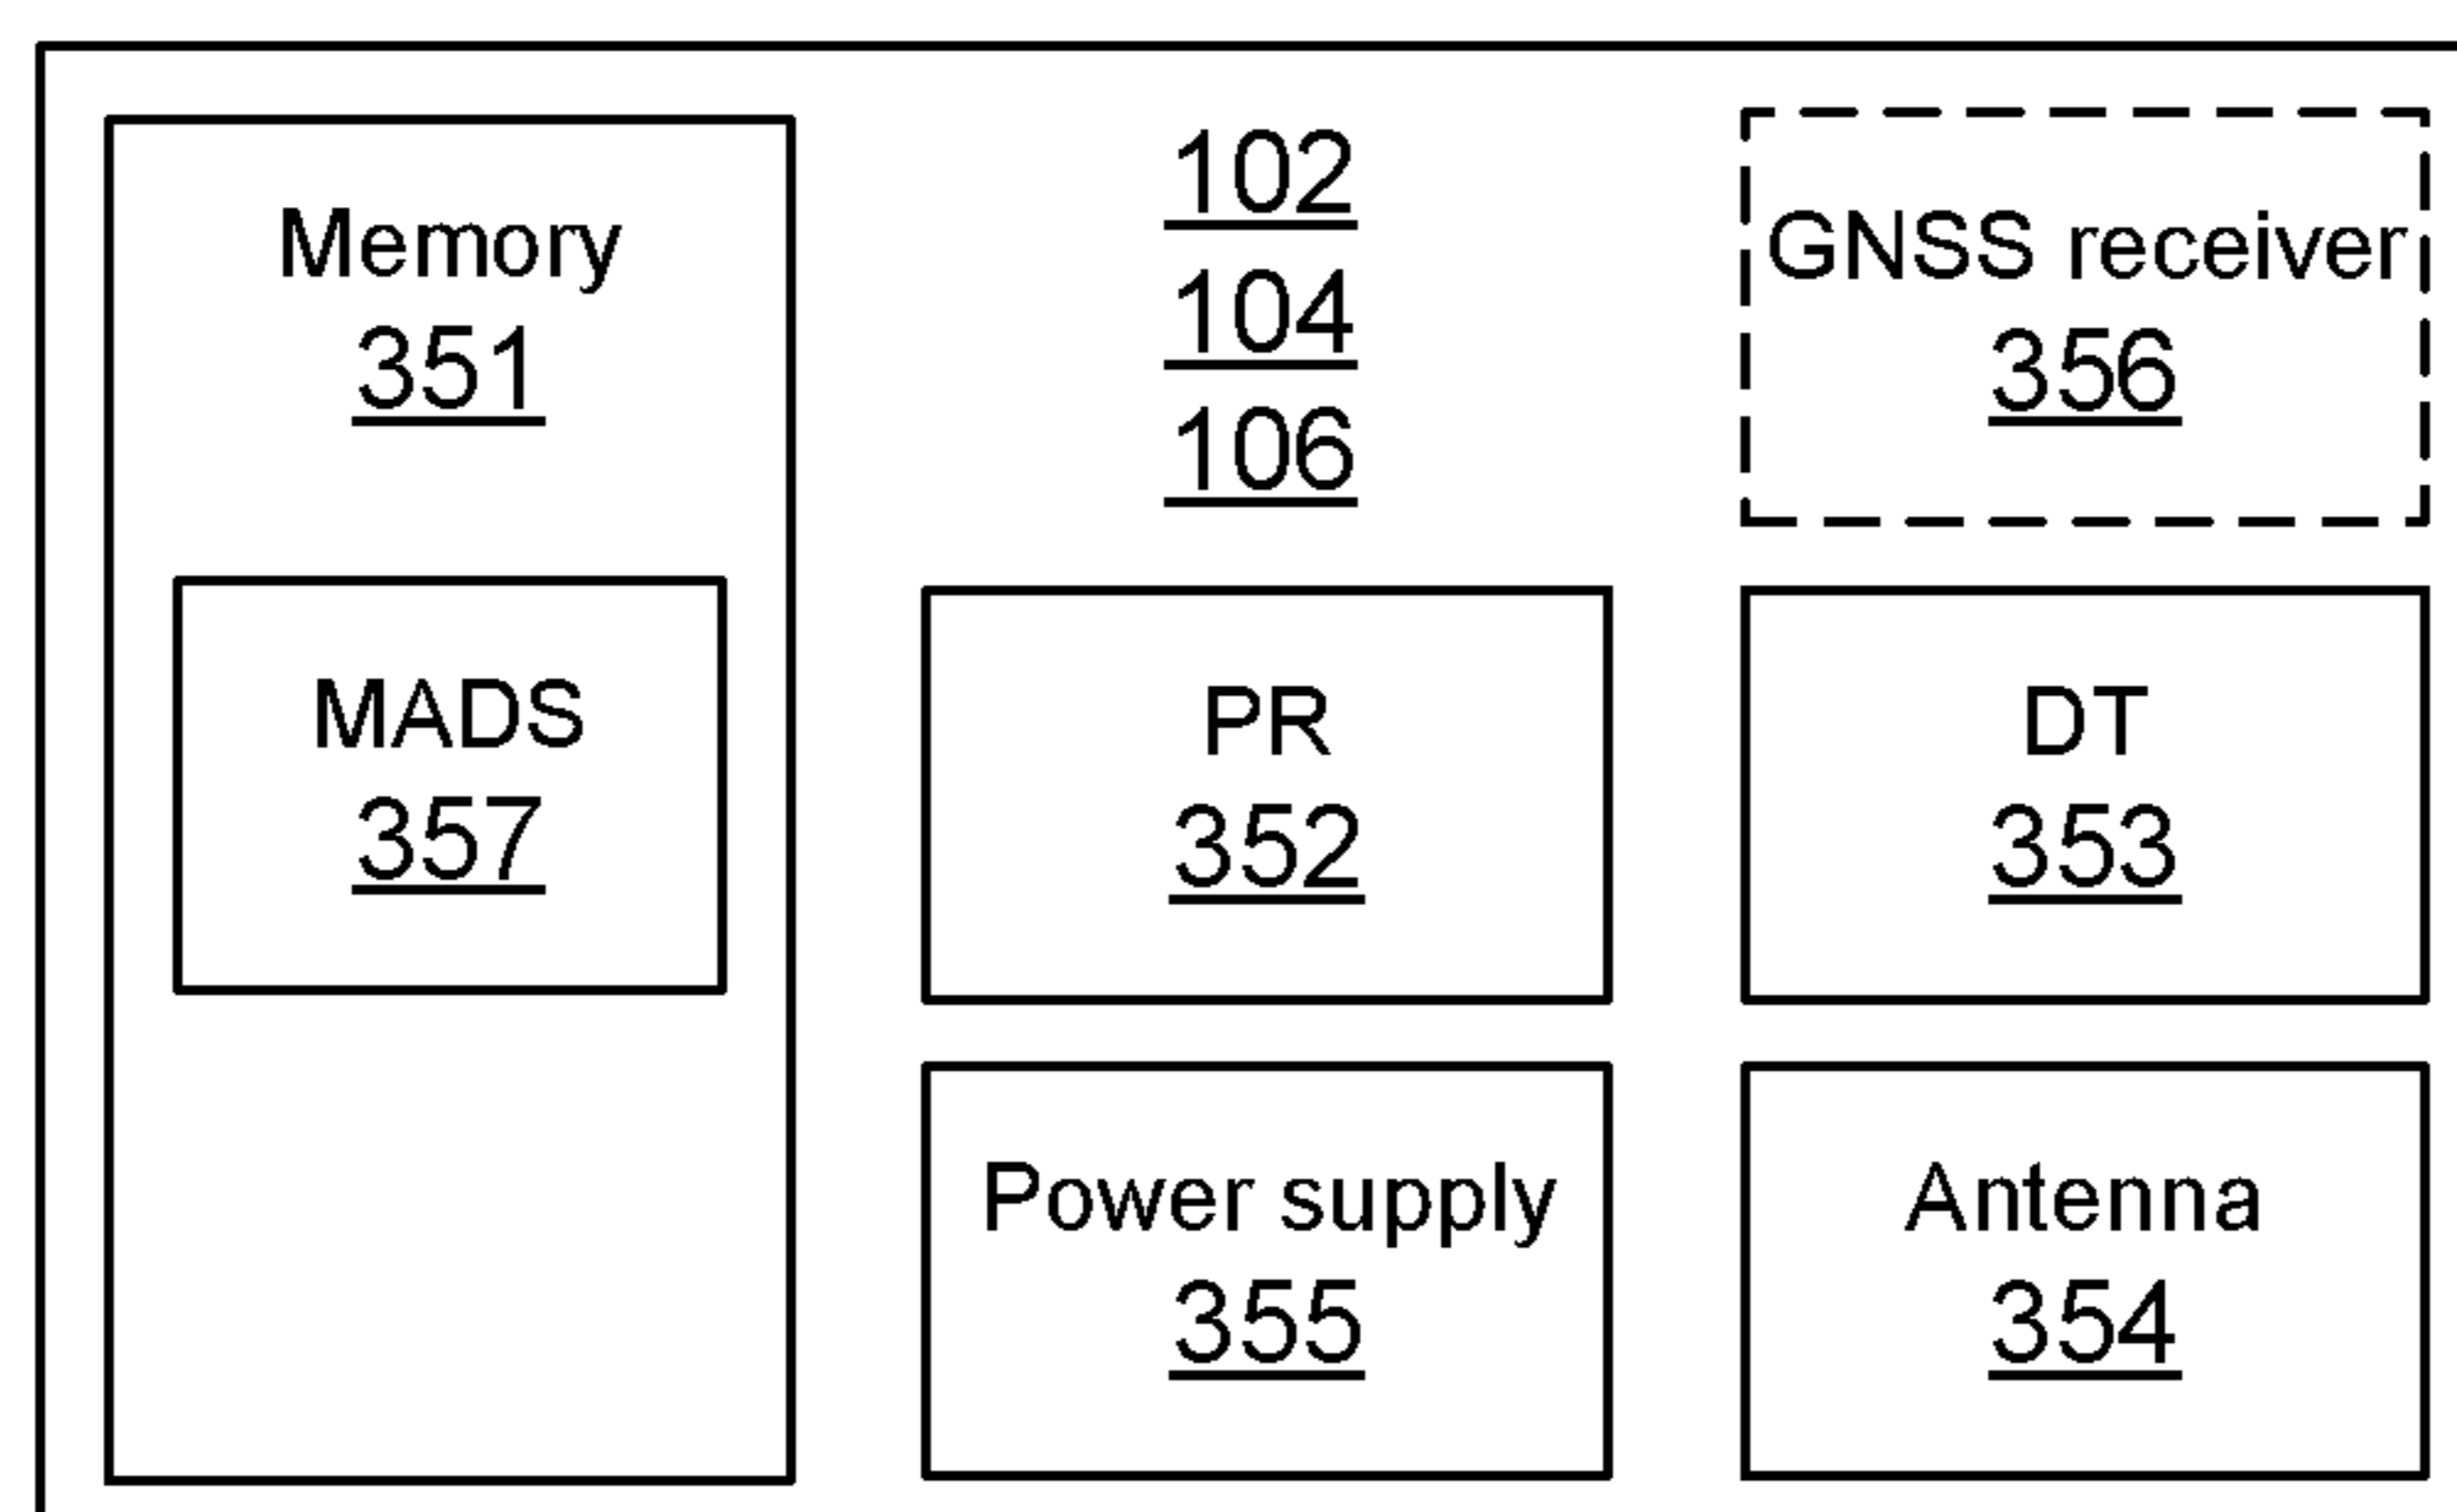 Memory
351
MADS
357
102
104
106
GNSS receiver
356
PR
352
DT
353
Power supply
355
Antenna
354